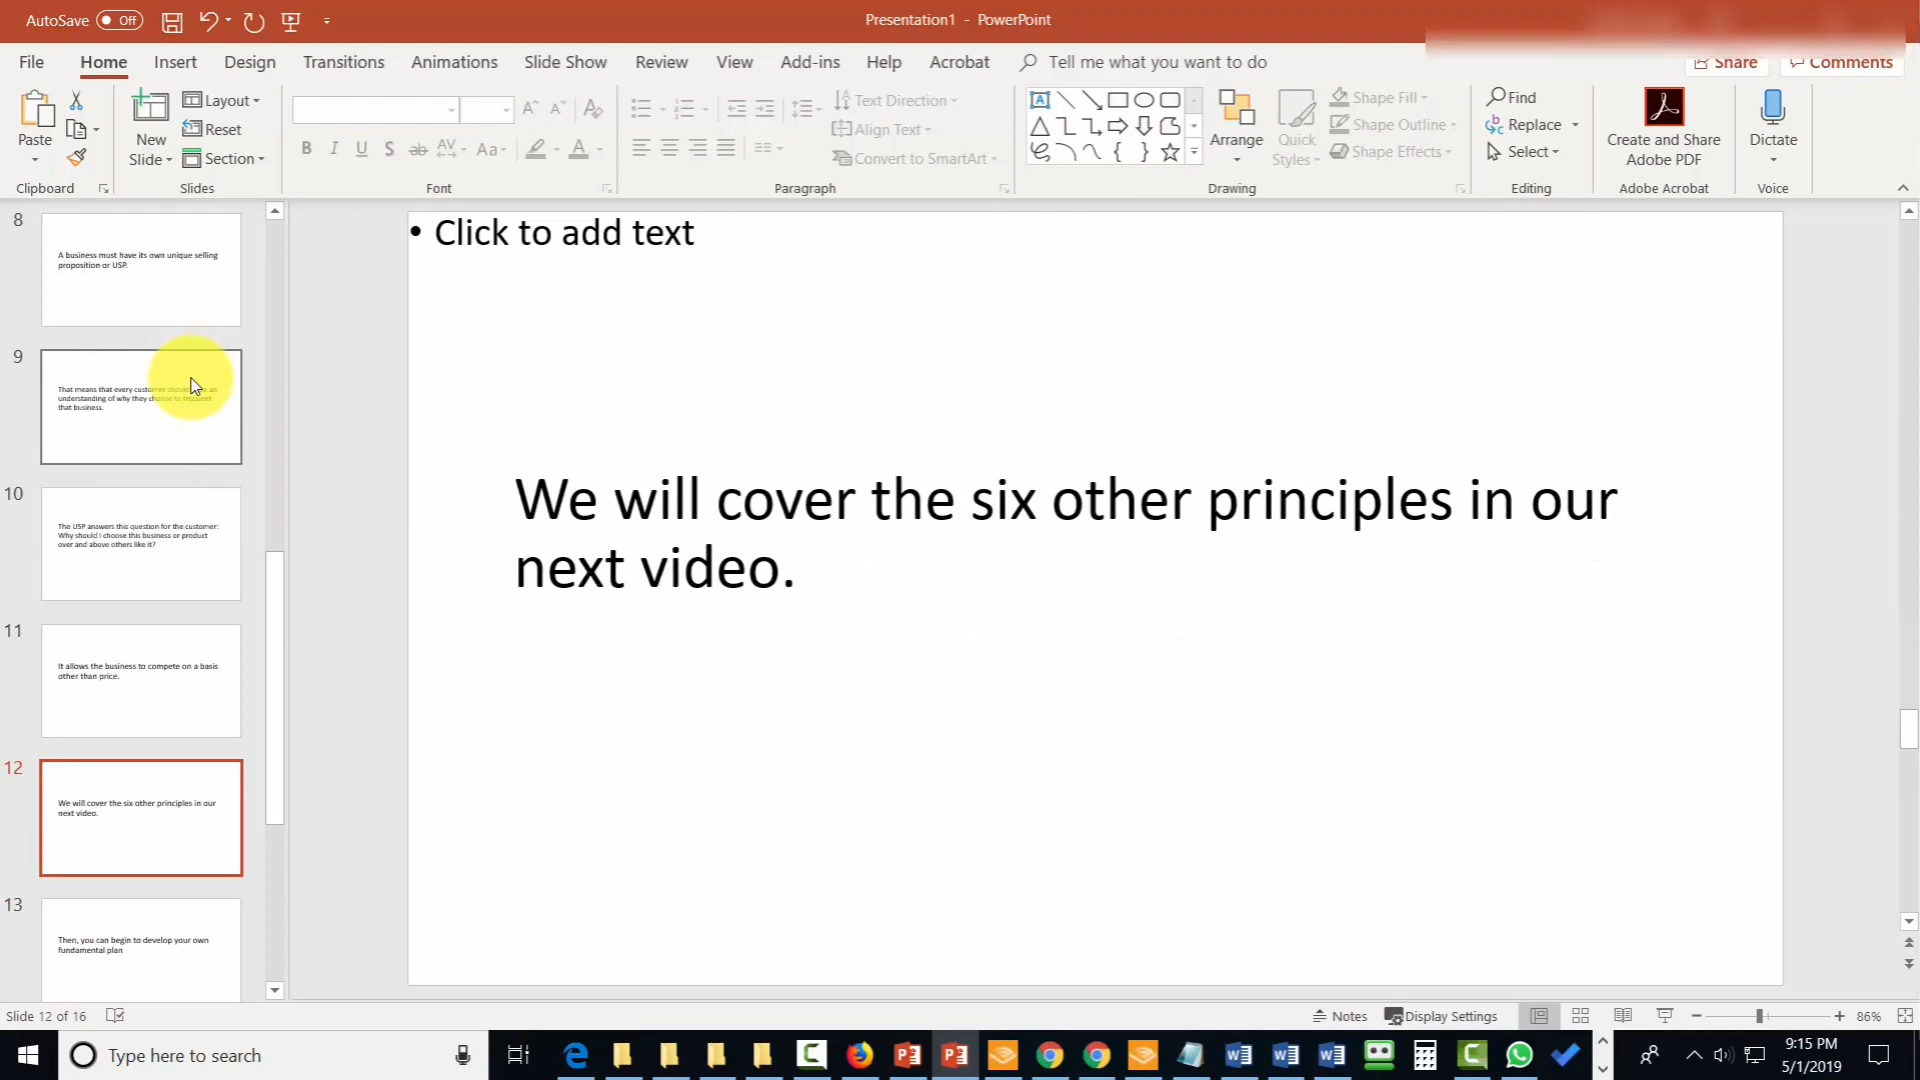 AutoSave Off
Presentation1 - PowerPoint
File Home Insert Design Transitions Animations Slide Show Review View Add-ins Help Acrobat Tell me what you want to do Share Comments
Paste
Clipboard
New
Slide
Layout
Reset
Section
Slides
B I U S ab AV Aa A
Font
Text Direction
Align Text
Convert to SmartArt
Paragraph
Arrange
Quick
Styles
Shape Fill
Shape Outline
Shape Effects
Drawing
Find
Replace
Select
Editing
Create and Share
Adobe PDF
Adobe Acrobat
Dictate
Voice
8
A business must have its own unique selling
proposition or USP.
9
That means that every customer should an
understanding of why they choose to frequent
that business.
10
The USP answers this question for the customer:
Why should I choose this business or product
over and above others like it?
11
It allows the business to compete on a basis
other than price.
12
We will cover the six other principles in our
next video.
13
Then, you can begin to develop your own
fundamental plan
• Click to add text
We will cover the six other principles in our
next video.
Slide 12 of 16
Notes Display Settings 86%
Type here to search
9:15 PM
5/1/2019